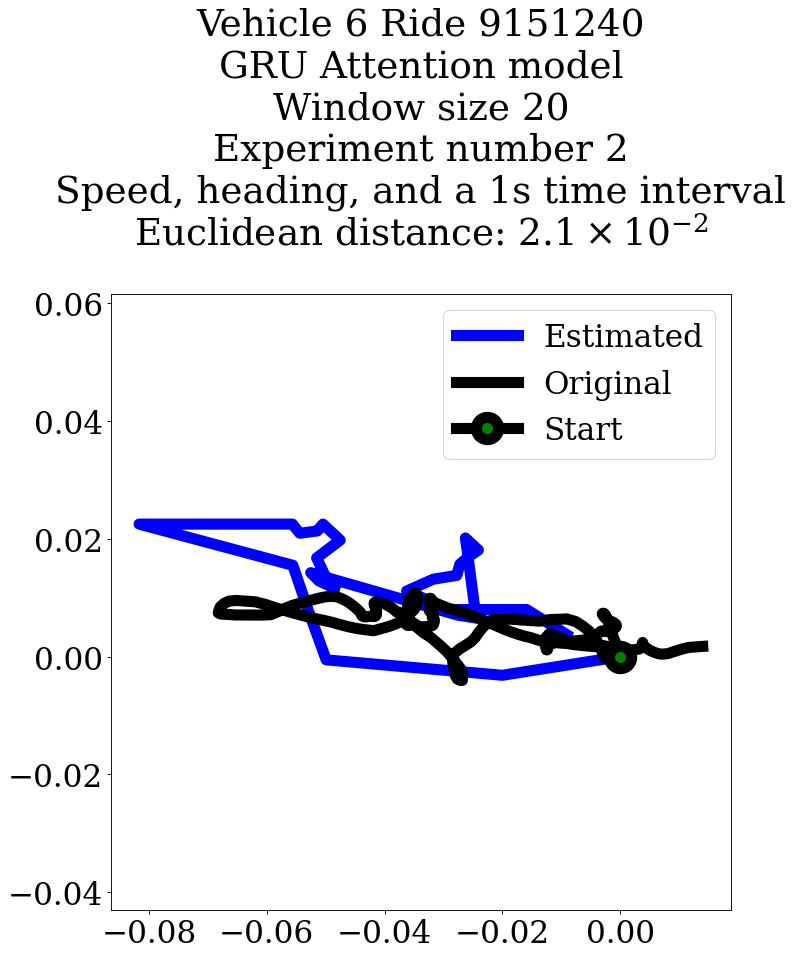 Vehicle 6 Ride 9151240
GRU Attention model
Window size 20
Experiment number 2
Speed, heading, and a 1s time interval
Euclidean distance: 2.1 × 10⁻²
Estimated
Original
Start
0.06
0.04
0.02
0.00
−0.02
−0.04
−0.08 −0.06 −0.04 −0.02 0.00